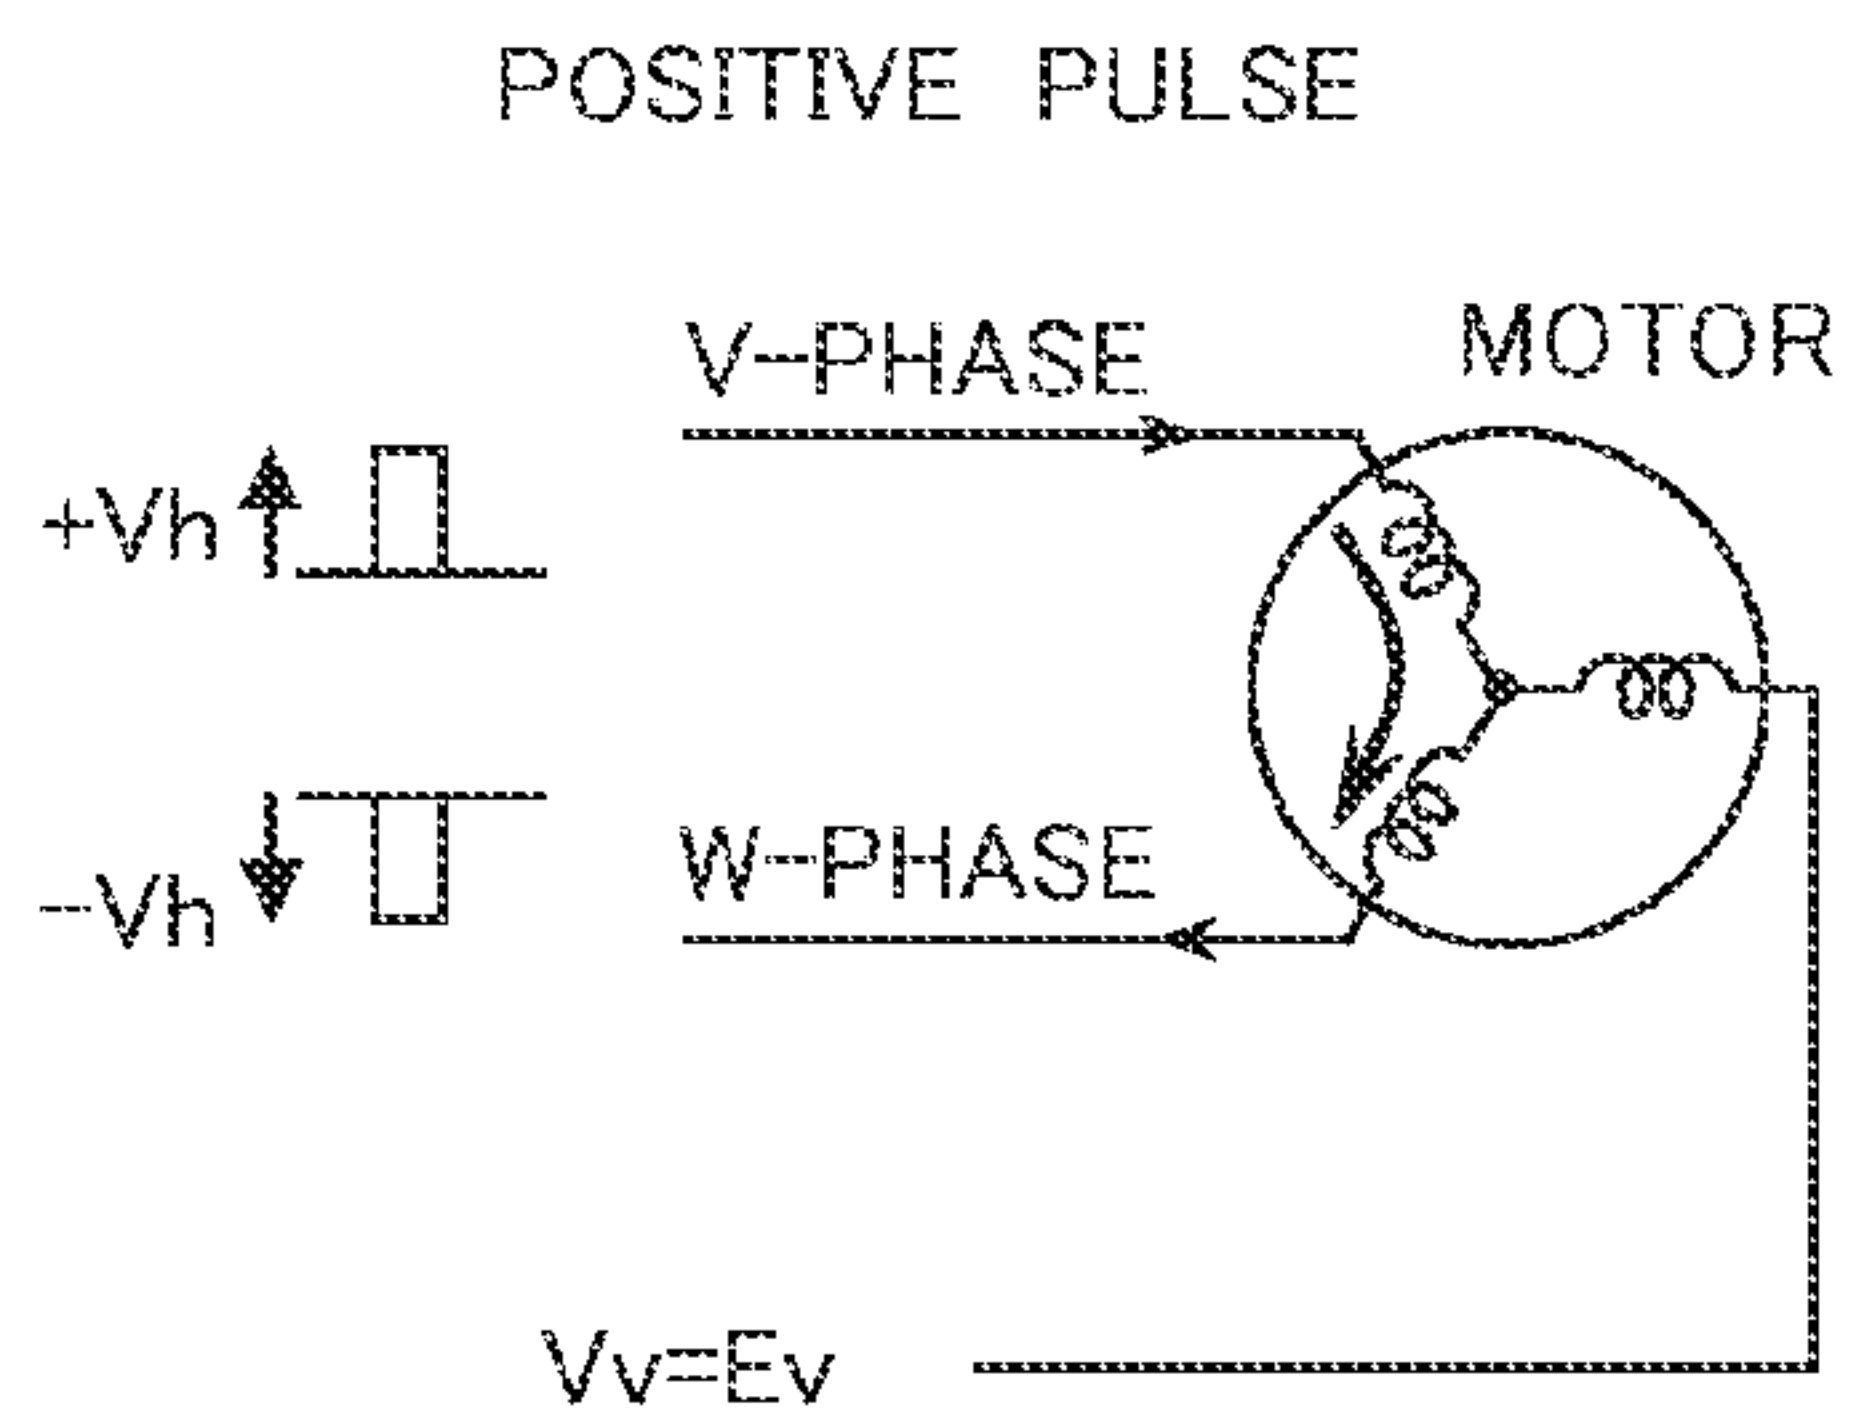 POSITIVE PULSE
MOTOR
V-PHASE
+Vh
W-PHASE
-Vh
Vv=Ev